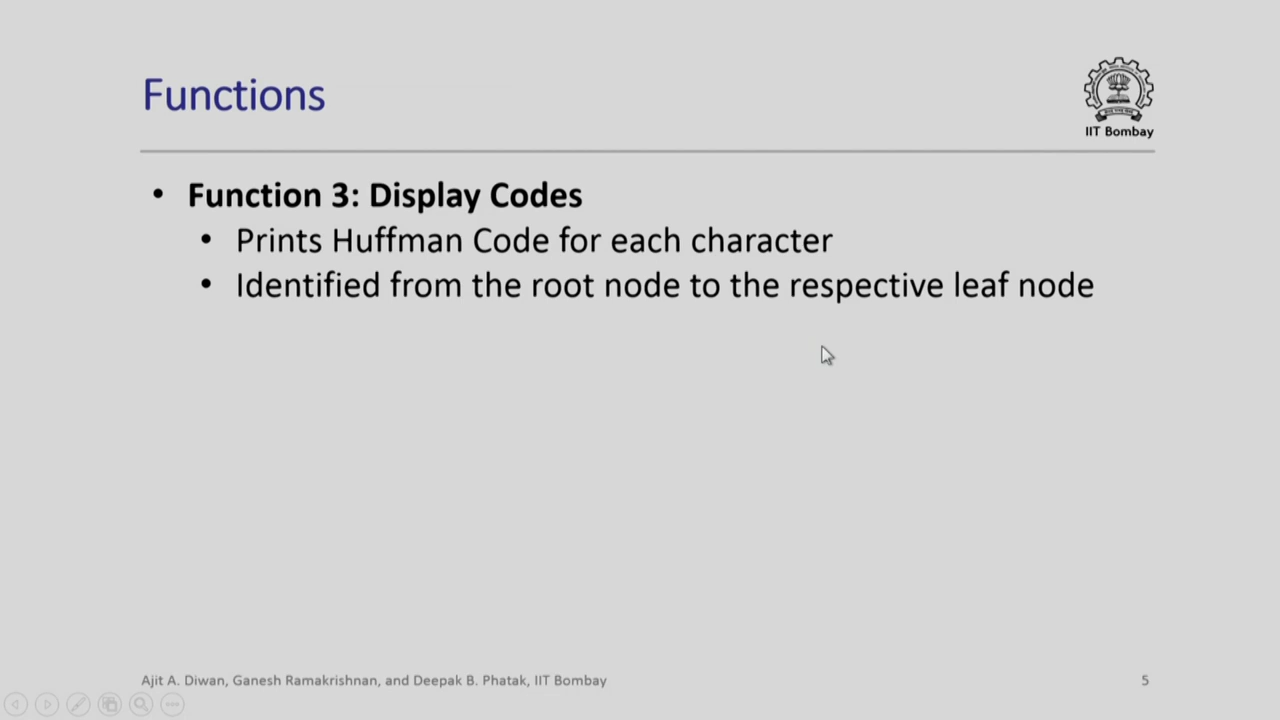 Functions
IIT Bombay
• Function 3: Display Codes
• Prints Huffman Code for each character
• Identified from the root node to the respective leaf node
Ajit A. Diwan, Ganesh Ramakrishnan, and Deepak B. Phatak, IIT Bombay
5